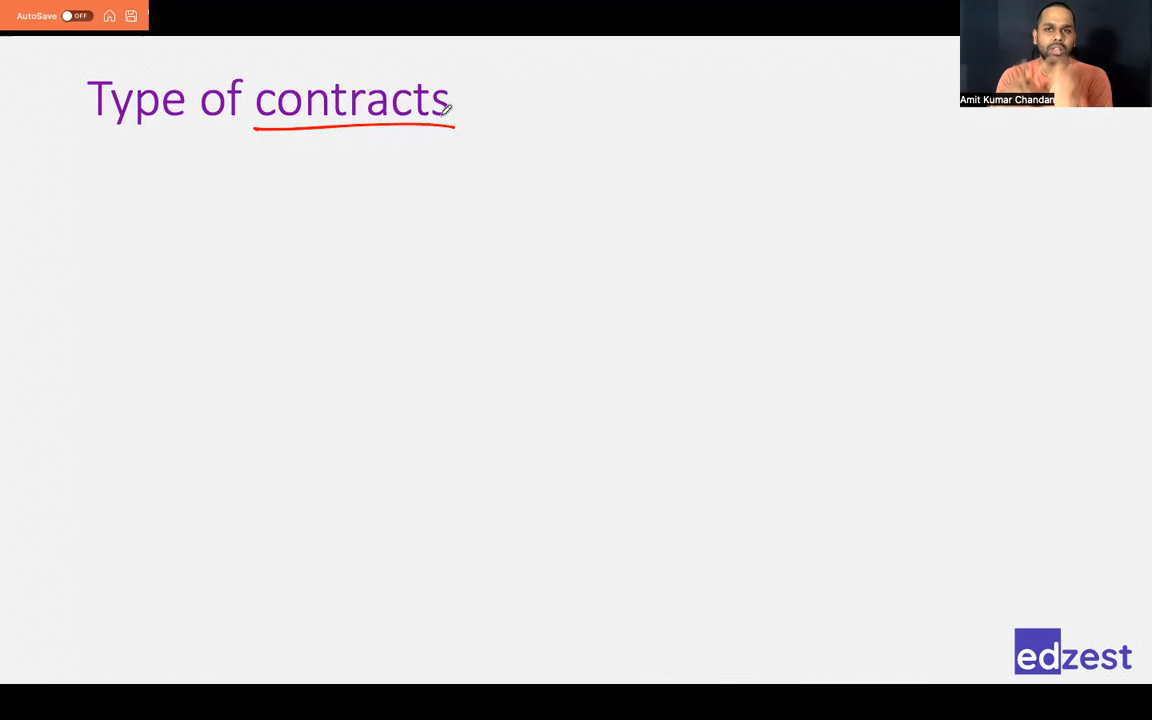 AutoSave OFF
Amit Kumar Chandan
Type of contracts
edzest